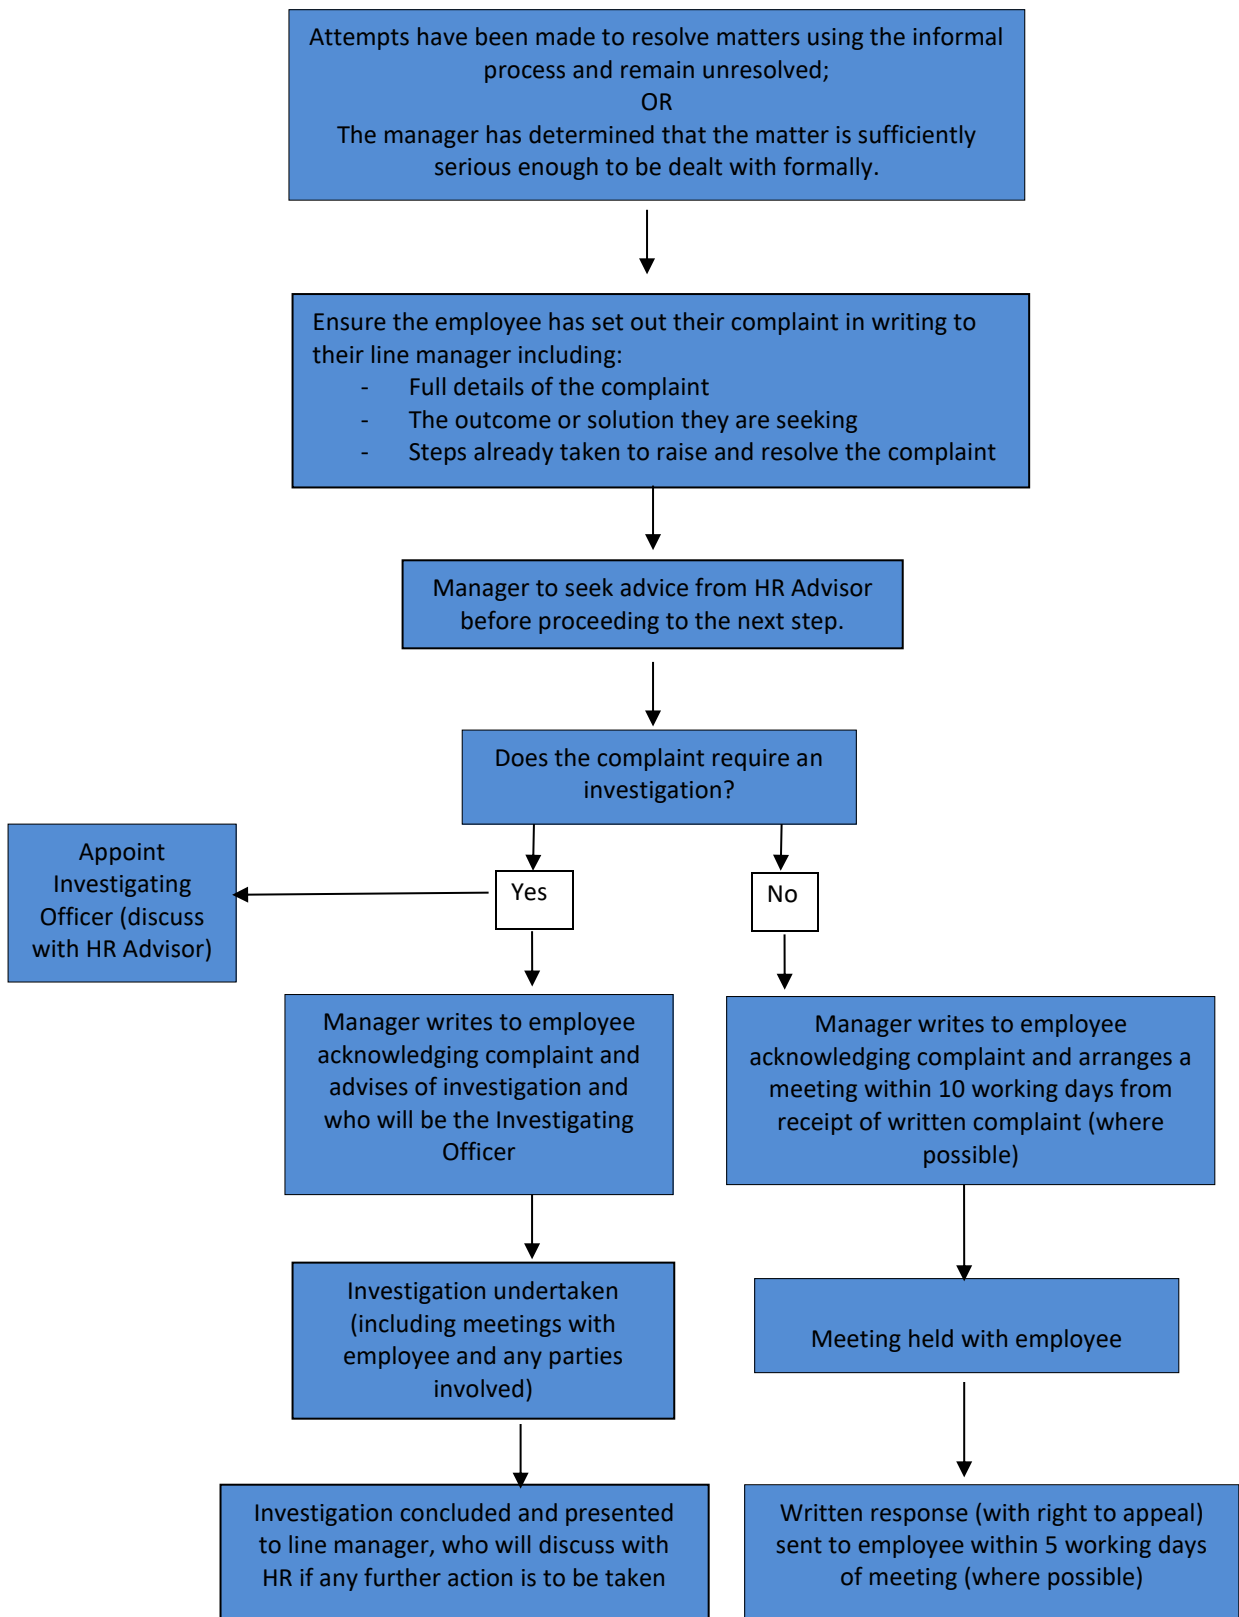 Attempts have been made to resolve matters using the informal
process and remain unresolved;
OR
The manager has determined that the matter is sufficiently
serious enough to be dealt with formally.
Ensure the employee has set out their complaint in writing to
their line manager including:
- Full details of the complaint
- The outcome or solution they are seeking
- Steps already taken to raise and resolve the complaint
Manager to seek advice from HR Advisor
before proceeding to the next step.
Does the complaint require an
investigation?
Yes
No
Appoint
Investigating
Officer (discuss
with HR Advisor)
Manager writes to employee
acknowledging complaint and
advises of investigation and
who will be the Investigating
Officer
Manager writes to employee
acknowledging complaint and arranges a
meeting within 10 working days from
receipt of written complaint (where
possible)
Investigation undertaken
(including meetings with
employee and any parties
involved)
Meeting held with employee
Investigation concluded and presented
to line manager, who will discuss with
HR if any further action is to be taken
Written response (with right to appeal)
sent to employee within 5 working days
of meeting (where possible)